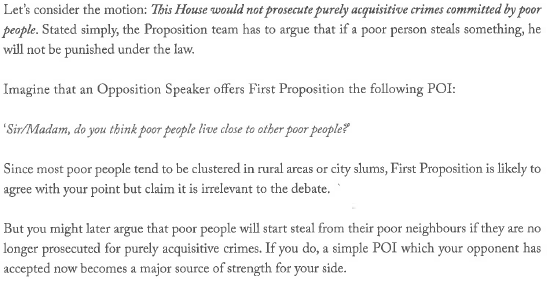 Let's consider the motion: This House would not prosecute purely acquisitive crimes committed by poor
people. Stated simply, the Proposition team has to argue that if a poor person steals something, he
will not be punished under the law.
Imagine that an Opposition Speaker offers First Proposition the following POI:
'Sir/Madam, do you think poor people live close to other poor people?'
Since most poor people tend to be clustered in rural areas or city slums, First Proposition is likely to
agree with your point but claim it is irrelevant to the debate.
But you might later argue that poor people will start steal from their poor neighbours if they are no
longer prosecuted for purely acquisitive crimes. If you do, a simple POI which your opponent has
accepted now becomes a major source of strength for your side.